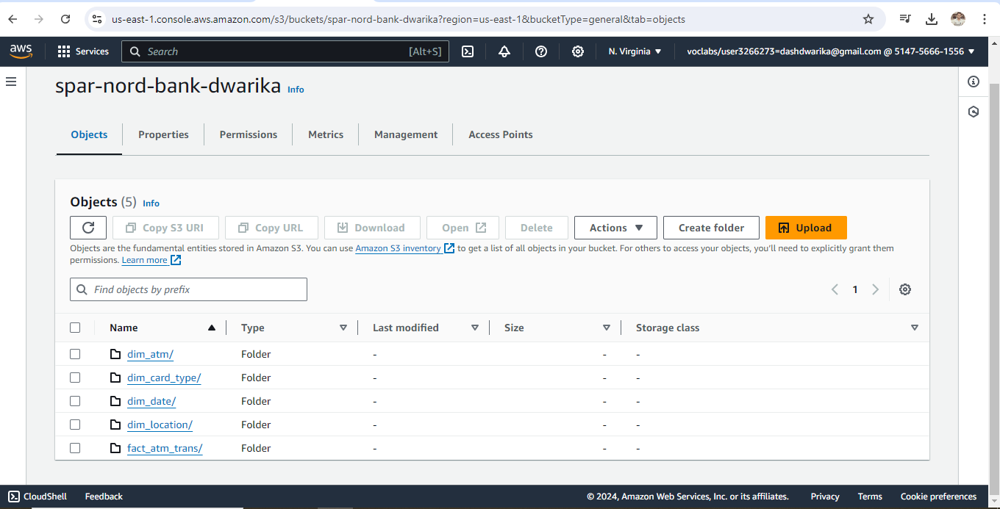 us-east-1.console.aws.amazon.com/s3/buckets/spar-nord-bank-dwarika?region=us-east-1&bucketType=general&tab=objects
aws Services Search [Alt+S] N. Virginia voclabs/user3266273=dashdwarika@gmail.com @ 5147-5666-1556
spar-nord-bank-dwarika Info
Objects Properties Permissions Metrics Management Access Points
Objects (5) Info
Copy S3 URI Copy URL Download Open Delete Actions Create folder Upload
Objects are the fundamental entities stored in Amazon S3. You can use Amazon S3 inventory to get a list of all objects in your bucket. For others to access your objects, you'll need to explicitly grant them
permissions. Learn more
Find objects by prefix 1
Name Type Last modified Size Storage class
dim_atm/ Folder - - -
dim_card_type/ Folder - - -
dim_date/ Folder - - -
dim_location/ Folder - - -
fact_atm_trans/ Folder - - -
CloudShell Feedback © 2024, Amazon Web Services, Inc. or its affiliates. Privacy Terms Cookie preferences